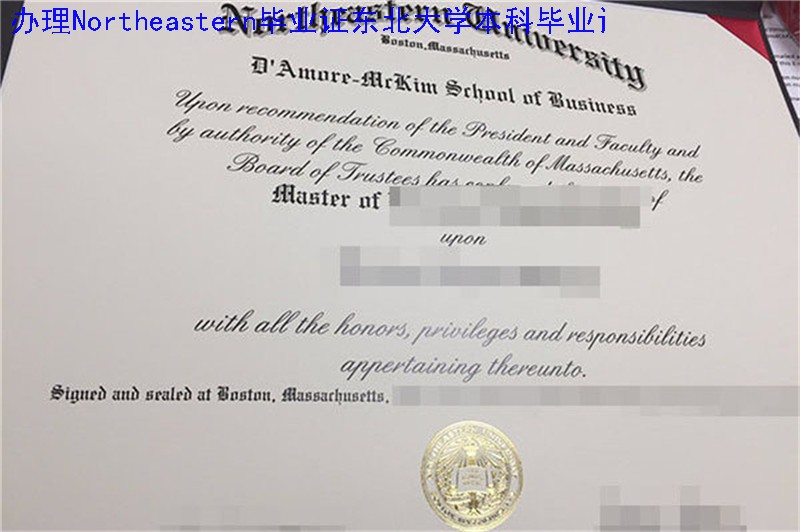 办理Northeastern毕业证东北大学本科毕业
Northeastern University
Boston, Massachusetts
D'Amore-McKim School of Business
Upon recommendation of the President and Faculty and
by authority of the Commonwealth of Massachusetts, the
Board of Trustees has
Master of of
upon
with all the honors, privileges and responsibilities
appertaining thereunto.
Signed and sealed at Boston, Massachusetts,